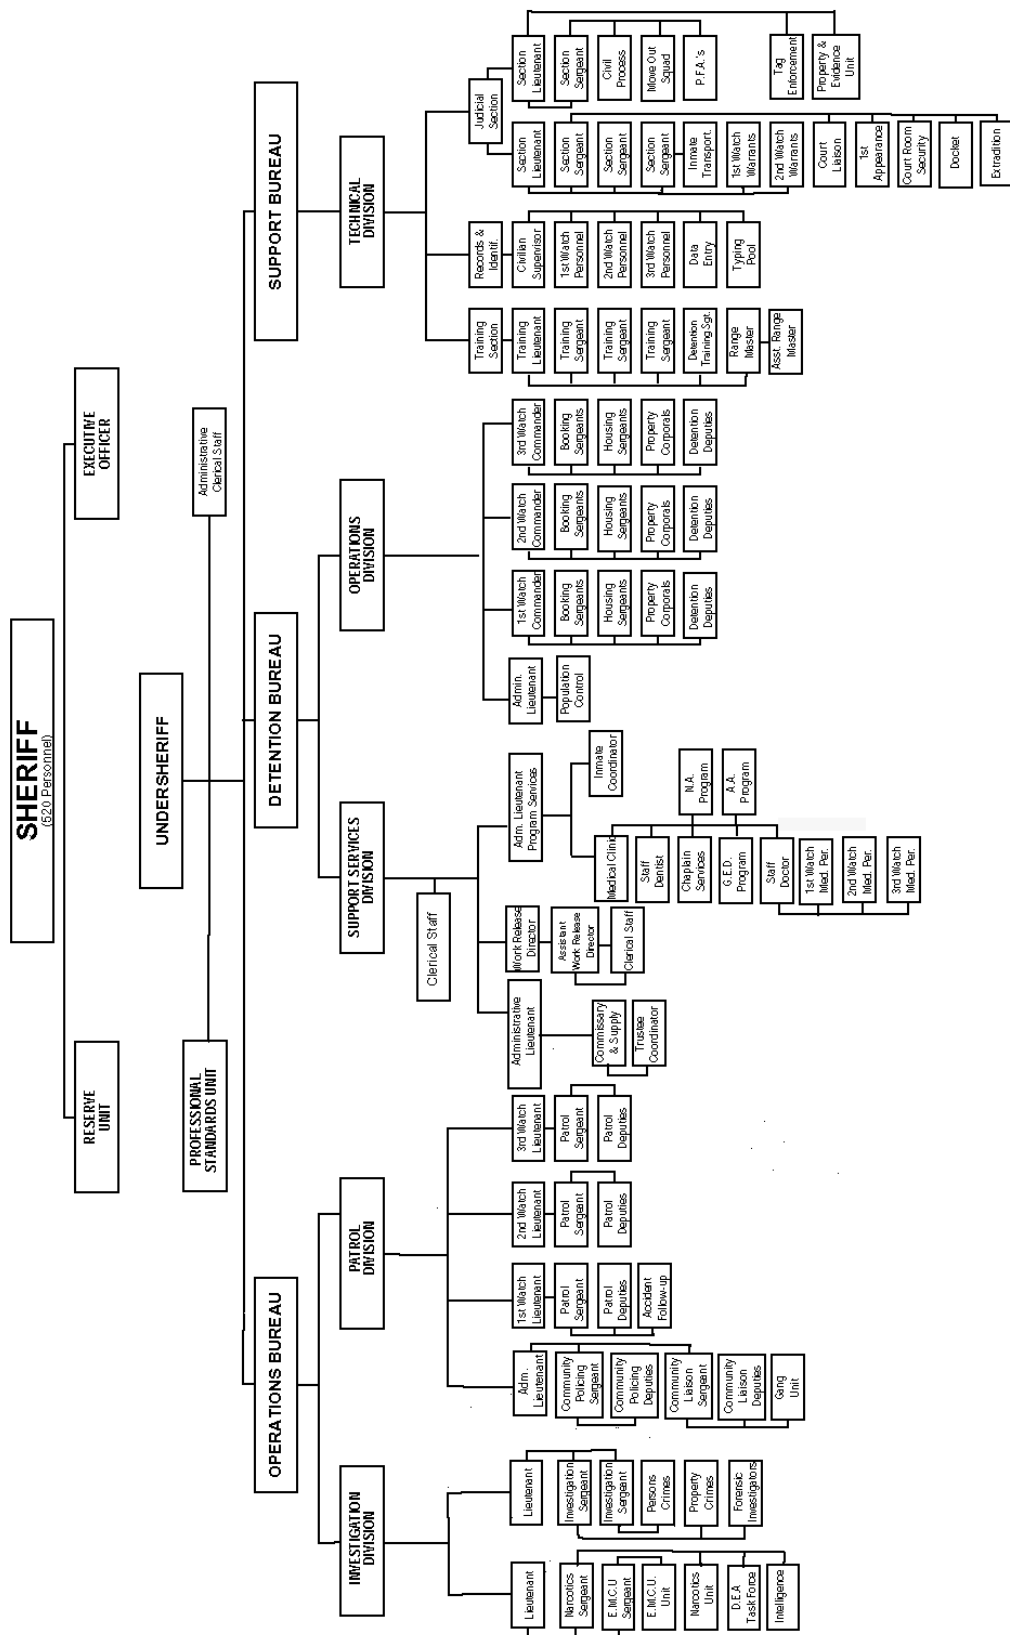 SHERIFF
(520 Personnel)
RESERVE
UNIT
EXECUTIVE
OFFICER
UNDERSHERIFF
PROFESSIONAL
STANDARDS UNIT
Administrative
Clerical Staff
OPERATIONS BUREAU
DETENTION BUREAU
SUPPORT BUREAU
INVESTIGATION
DIVISION
PATROL
DIVISION
SUPPORT SERVICES
DIVISION
OPERATIONS
DIVISION
TECHNICAL
DIVISION
Lieutenant
Narcotics
Sergeant
E.M.C.U
Sergeant
E.M.C.U.
Unit
Narcotics
Unit
D.E.A
Task Force
Intelligence
Lieutenant
Investigation
Sergeant
Investigation
Sergeant
Persons
Crimes
Property
Crimes
Forensic
Investigators
Adm.
Lieutenant
Community
Policing
Sergeant
Community
Policing
Deputies
Community
Liaison
Sergeant
Community
Liaison
Deputies
Gang
Unit
1st Watch
Lieutenant
Patrol
Sergeant
Patrol
Deputies
Accident
Follow-up
2nd Watch
Lieutenant
Patrol
Sergeant
Patrol
Deputies
3rd Watch
Lieutenant
Patrol
Sergeant
Patrol
Deputies
Clerical Staff
Administrative
Lieutenant
Commissary
& Supply
Trustee
Coordinator
Work Release
Director
Assistant
Work Release
Director
Clerical Staff
Adm. Lieutenant
Program Services
Medical Clinic
Staff
Dentist
Chaplain
Services
G.E.D.
Program
Staff
Doctor
1st Watch
Med. Per.
2nd Watch
Med. Per.
3rd Watch
Med. Per.
Inmate
Coordinator
N.A.
Program
A.A.
Program
Admin.
Lieutenant
Population
Control
1st Watch
Commander
Booking
Sergeants
Housing
Sergeants
Property
Corporals
Detention
Deputies
2nd Watch
Commander
Booking
Sergeants
Housing
Sergeants
Property
Corporals
Detention
Deputies
3rd Watch
Commander
Booking
Sergeants
Housing
Sergeants
Property
Corporals
Detention
Deputies
Training
Section
Training
Lieutenant
Training
Sergeant
Training
Sergeant
Training
Sergeant
Detention
Training Sgt.
Range
Master
Asst. Range
Master
Records &
Identif.
Civilian
Supervisor
1st Watch
Personnel
2nd Watch
Personnel
3rd Watch
Personnel
Data
Entry
Typing
Pool
Judicial
Section
Section
Lieutenant
Section
Sergeant
Section
Sergeant
Section
Sergeant
Inmate
Transport.
1st Watch
Warrants
2nd Watch
Warrants
Court
Liaison
1st
Appearance
Court Room
Security
Docket
Extradition
Section
Lieutenant
Section
Sergeant
Civil
Process
Move Out
Squad
P.F.A.'s
Tag
Enforcement
Property &
Evidence
Unit